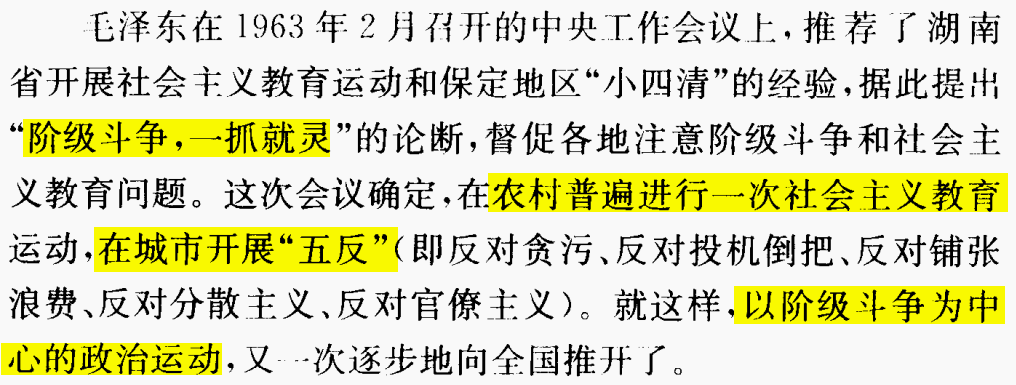 毛泽东在1963年2月召开的中央工作会议上,推荐了湖南
省开展社会主义教育运动和保定地区“小四清”的经验,据此提出
“阶级斗争,一抓就灵”的论断,督促各地注意阶级斗争和社会主
义教育问题。这次会议确定,在农村普遍进行一次社会主义教育
运动,在城市开展“五反”(即反对贪污、反对投机倒把、反对铺张
浪费、反对分散主义、反对官僚主义)。就这样,以阶级斗争为中
心的政治运动,又一次逐步地向全国推开了。